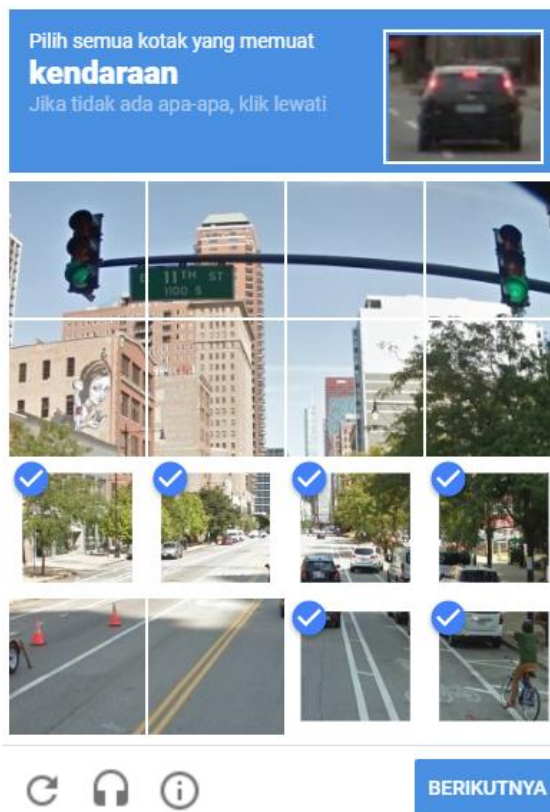 Pilih semua kotak yang memuat
kendaraan
Jika tidak ada apa-apa, klik lewati
E 11TH ST
1100 S
BERIKUTNYA